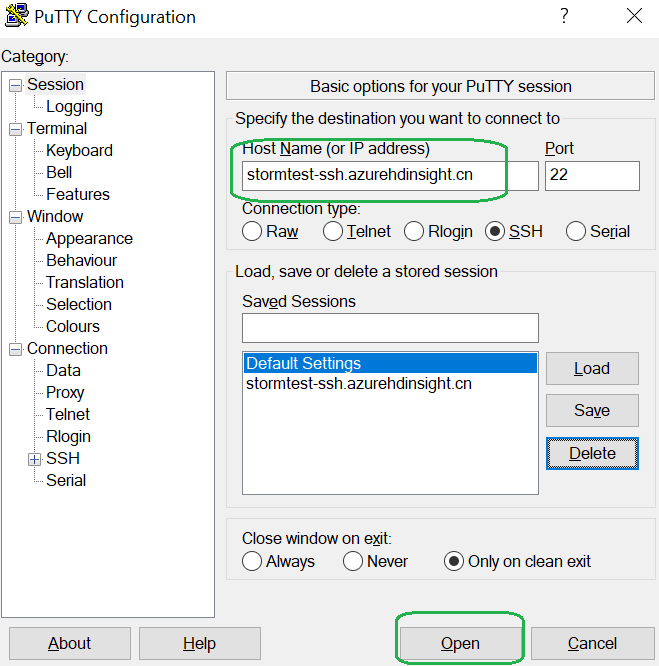 PuTTY Configuration
?
Category:
Session
Logging
Terminal
Keyboard
Bell
Features
Window
Appearance
Behaviour
Translation
Selection
Colours
Connection
Data
Proxy
Telnet
Rlogin
SSH
Serial
Basic options for your PuTTY session
Specify the destination you want to connect to
Host Name (or IP address) Port
stormtest-ssh.azurehdinsight.cn 22
Connection type:
Raw Telnet Rlogin SSH Serial
Load, save or delete a stored session
Saved Sessions
Default Settings
stormtest-ssh.azurehdinsight.cn
Load
Save
Delete
Close window on exit:
Always Never Only on clean exit
About Help Open Cancel